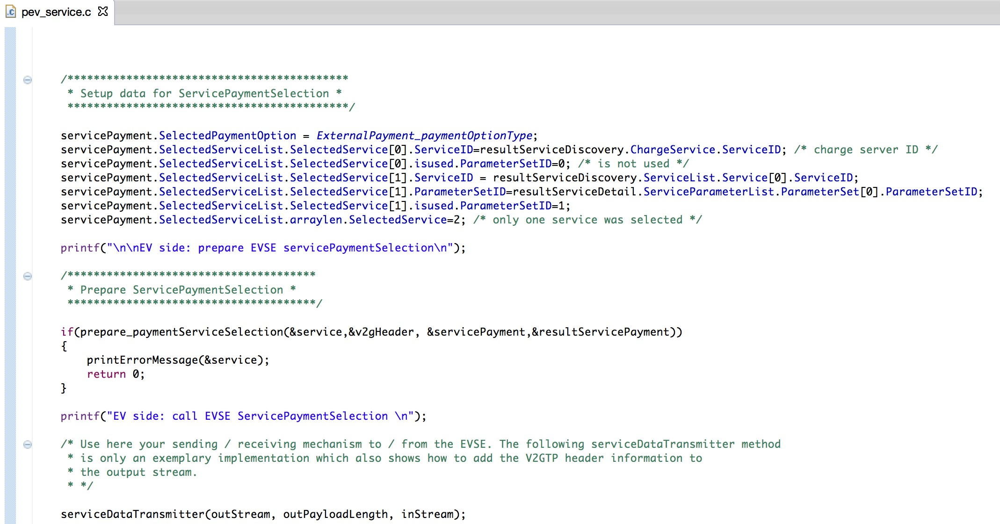 pev_service.c
/*******************************************
* Setup data for ServicePaymentSelection *
*******************************************/
servicePayment.SelectedPaymentOption = ExternalPayment_paymentOptionType;
servicePayment.SelectedServiceList.SelectedService[0].ServiceID=resultServiceDiscovery.ChargeService.ServiceID; /* charge server ID */
servicePayment.SelectedServiceList.SelectedService[0].isused.ParameterSetID=0; /* is not used */
servicePayment.SelectedServiceList.SelectedService[1].ServiceID = resultServiceDiscovery.ServiceList.Service[0].ServiceID;
servicePayment.SelectedServiceList.SelectedService[1].ParameterSetID=resultServiceDetail.ServiceParameterList.ParameterSet[0].ParameterSetID;
servicePayment.SelectedServiceList.SelectedService[1].isused.ParameterSetID=1;
servicePayment.SelectedServiceList.arraylen.SelectedService=2; /* only one service was selected */
printf("\n\nEV side: prepare EVSE servicePaymentSelection\n");
/**************************************
* Prepare ServicePaymentSelection *
**************************************/
if(prepare_paymentServiceSelection(&service,&v2gHeader, &servicePayment,&resultServicePayment))
{
printErrorMessage(&service);
return 0;
}
printf("EV side: call EVSE ServicePaymentSelection \n");
/* Use here your sending / receiving mechanism to / from the EVSE. The following serviceDataTransmitter method
* is only an exemplary implementation which also shows how to add the V2GTP header information to
* the output stream.
* */
serviceDataTransmitter(outStream, outPayloadLength, inStream);